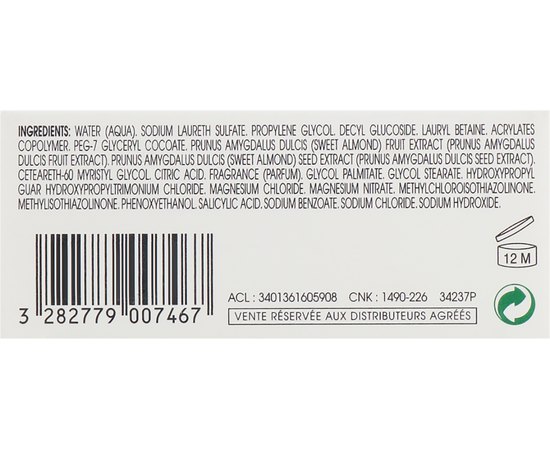 INGREDIENTS: WATER (AQUA). SODIUM LAURETH SULFATE. PROPYLENE GLYCOL. DECYL GLUCOSIDE. LAURYL BETAINE. ACRYLATES
COPOLYMER. PEG-7 GLYCERYL COCOATE. PRUNUS AMYGDALUS DULCIS (SWEET ALMOND) FRUIT EXTRACT (PRUNUS AMYGDALUS
DULCIS FRUIT EXTRACT). PRUNUS AMYGDALUS DULCIS (SWEET ALMOND) SEED EXTRACT (PRUNUS AMYGDALUS DULCIS SEED EXTRACT).
CETEARETH-60 MYRISTYL GLYCOL. CITRIC ACID. FRAGRANCE (PARFUM). GLYCOL PALMITATE. GLYCOL STEARATE. HYDROXYPROPYL
GUAR HYDROXYPROPYLTRIMONIUM CHLORIDE. MAGNESIUM CHLORIDE. MAGNESIUM NITRATE. METHYLCHLOROISOTHIAZOLINONE.
METHYLISOTHIAZOLINONE. PHENOXYETHANOL. SALICYLIC ACID. SODIUM BENZOATE. SODIUM CHLORIDE. SODIUM HYDROXIDE.
12 M
ACL : 3401361605908 CNK : 1490-226 34237P
3 282779 007467
VENTE RÉSERVÉE AUX DISTRIBUTEURS AGRÉÉS